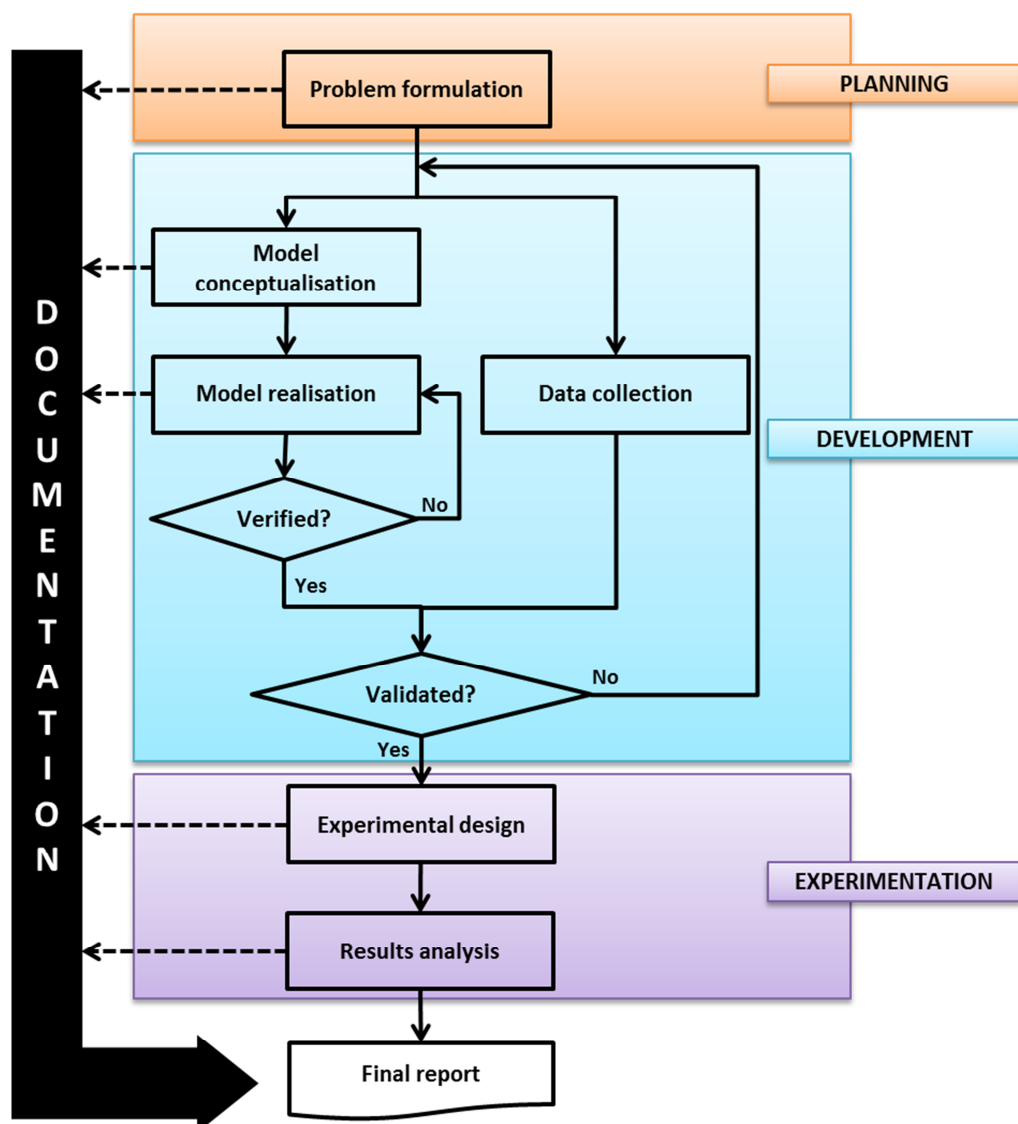 Problem formulation
PLANNING
Model
conceptualisation
Model realisation
Data collection
DEVELOPMENT
Verified?
No
Yes
Validated?
No
Yes
Experimental design
EXPERIMENTATION
Results analysis
Final report
DOCUMENTATION